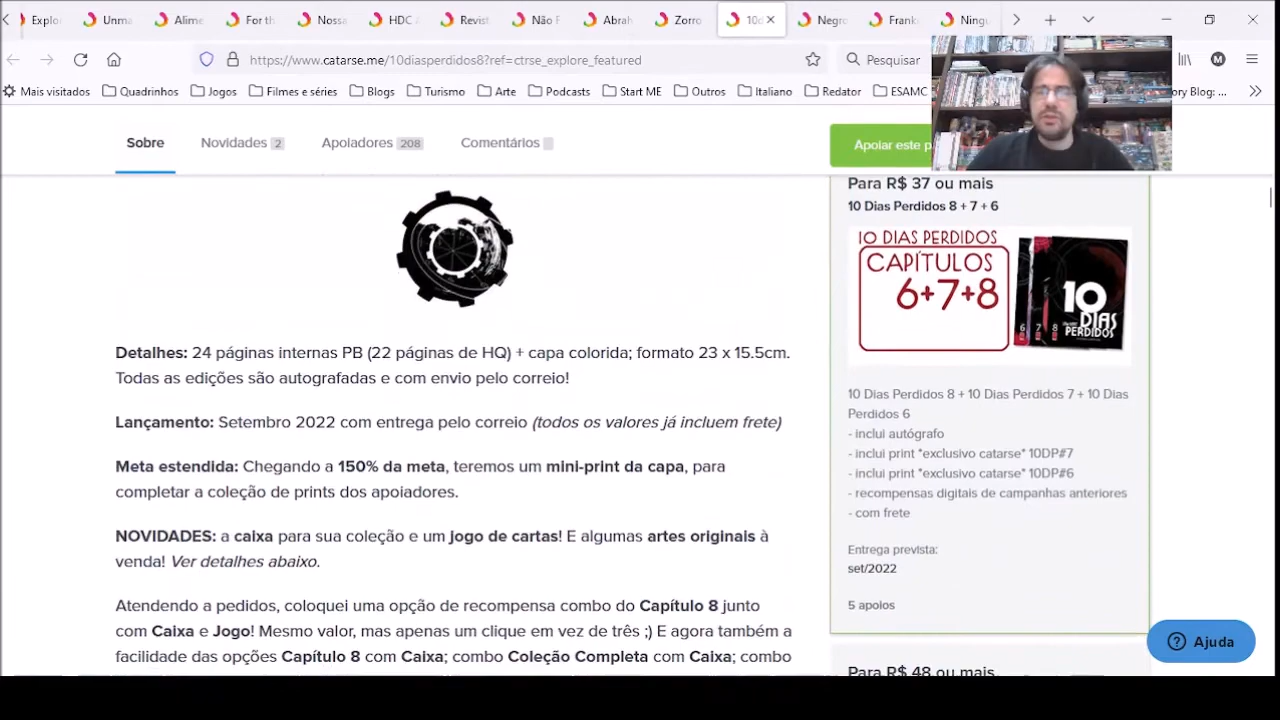 Explor
Unma
Alime
For th
Nossa
HDC A
Revist
Não F
Abrah
Zorro
10d
Negro
Frank
Ningu
https://www.catarse.me/10diasperdidos8?ref=ctrse_explore_featured
Pesquisar
M
Mais visitados
Quadrinhos
Jogos
Filmes e séries
Blogs
Turismo
Arte
Podcasts
Start ME
Outros
Italiano
Redator
ESAMC
ory Blog: ...
Sobre
Novidades 2
Apoiadores 208
Comentários
Apoiar este p
Detalhes: 24 páginas internas PB (22 páginas de HQ) + capa colorida; formato 23 x 15.5cm.
Todas as edições são autografadas e com envio pelo correio!
Lançamento: Setembro 2022 com entrega pelo correio (todos os valores já incluem frete)
Meta estendida: Chegando a 150% da meta, teremos um mini-print da capa, para
completar a coleção de prints dos apoiadores.
NOVIDADES: a caixa para sua coleção e um jogo de cartas! E algumas artes originais à
venda! Ver detalhes abaixo.
Atendendo a pedidos, coloquei uma opção de recompensa combo do Capítulo 8 junto
com Caixa e Jogo! Mesmo valor, mas apenas um clique em vez de três ;) E agora também a
facilidade das opções Capítulo 8 com Caixa; combo Coleção Completa com Caixa; combo
Para R$ 37 ou mais
10 Dias Perdidos 8 + 7 + 6
10 DIAS PERDIDOS
CAPÍTULOS
6+7+8
6 7 8
10
DIAS
PERDIDOS
10 Dias Perdidos 8 + 10 Dias Perdidos 7 + 10 Dias
Perdidos 6
- inclui autógrafo
- inclui print *exclusivo catarse* 10DP#7
- inclui print *exclusivo catarse* 10DP#6
- recompensas digitais de campanhas anteriores
- com frete
Entrega prevista:
set/2022
5 apoios
Para R$ 48 ou mais
Ajuda